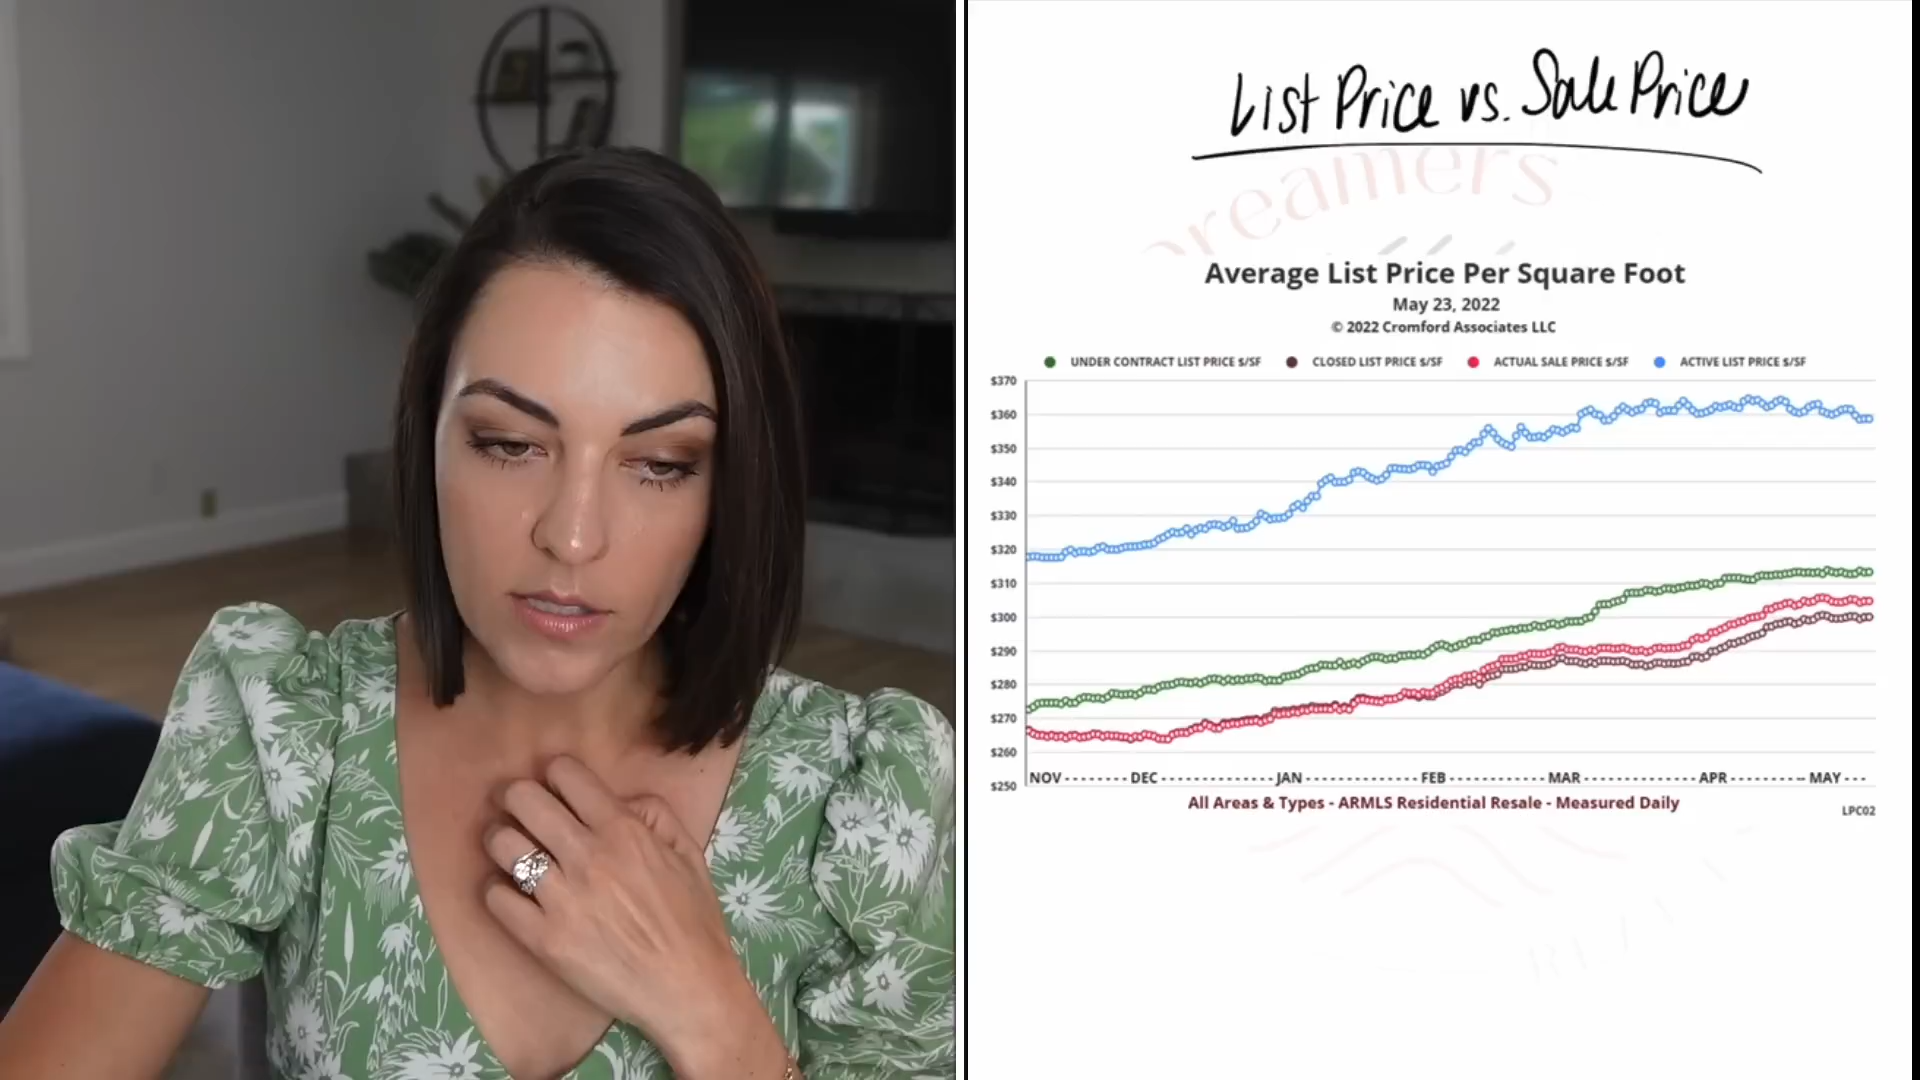 List Price vs. Sale Price
reamers
Average List Price Per Square Foot
May 23, 2022
© 2022 Cromford Associates LLC
UNDER CONTRACT LIST PRICE $/SF CLOSED LIST PRICE $/SF ACTUAL SALE PRICE $/SF ACTIVE LIST PRICE $/SF
$370
$360
$350
$340
$330
$320
$310
$300
$290
$280
$270
$260
$250
NOV DEC JAN FEB MAR APR MAY
All Areas & Types - ARMLS Residential Resale - Measured Daily
LPC02